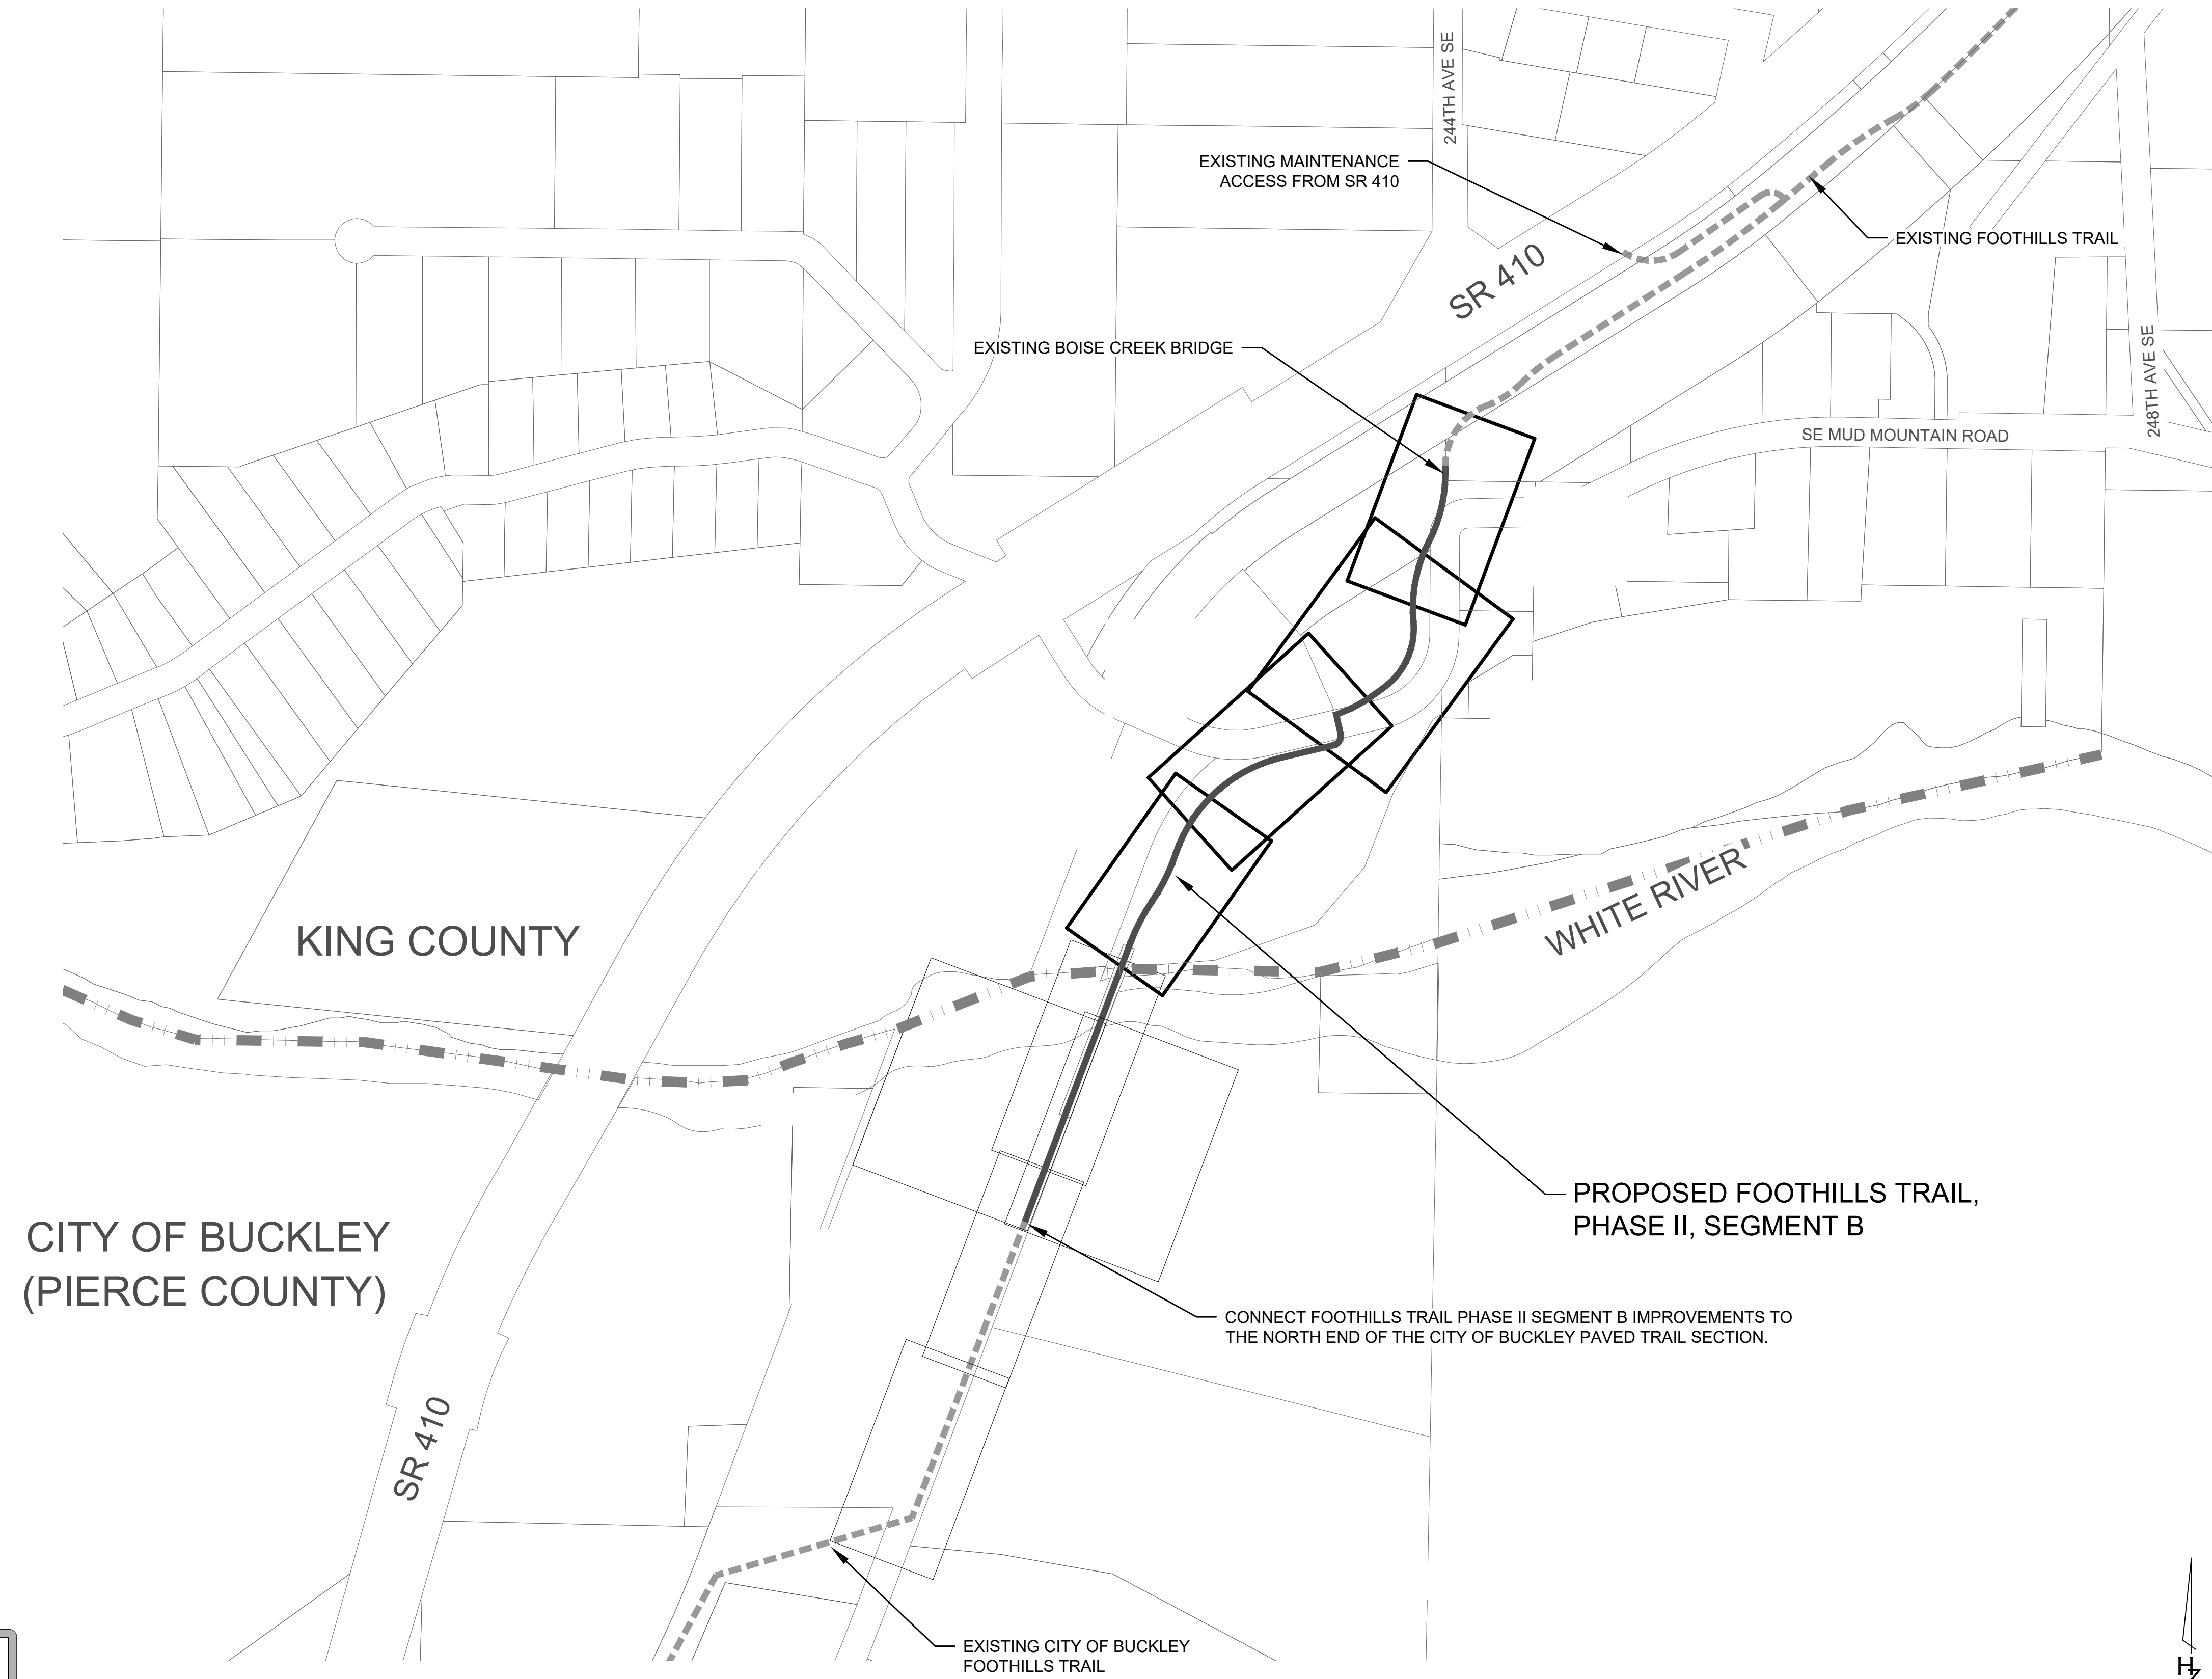 244TH AVE SE
EXISTING MAINTENANCE
ACCESS FROM SR 410
EXISTING FOOTHILLS TRAIL
SR 410
EXISTING BOISE CREEK BRIDGE
248TH AVE SE
SE MUD MOUNTAIN ROAD
WHITE RIVER
KING COUNTY
PROPOSED FOOTHILLS TRAIL,
PHASE II, SEGMENT B
CITY OF BUCKLEY
(PIERCE COUNTY)
CONNECT FOOTHILLS TRAIL PHASE II SEGMENT B IMPROVEMENTS TO
THE NORTH END OF THE CITY OF BUCKLEY PAVED TRAIL SECTION.
SR 410
EXISTING CITY OF BUCKLEY
FOOTHILLS TRAIL